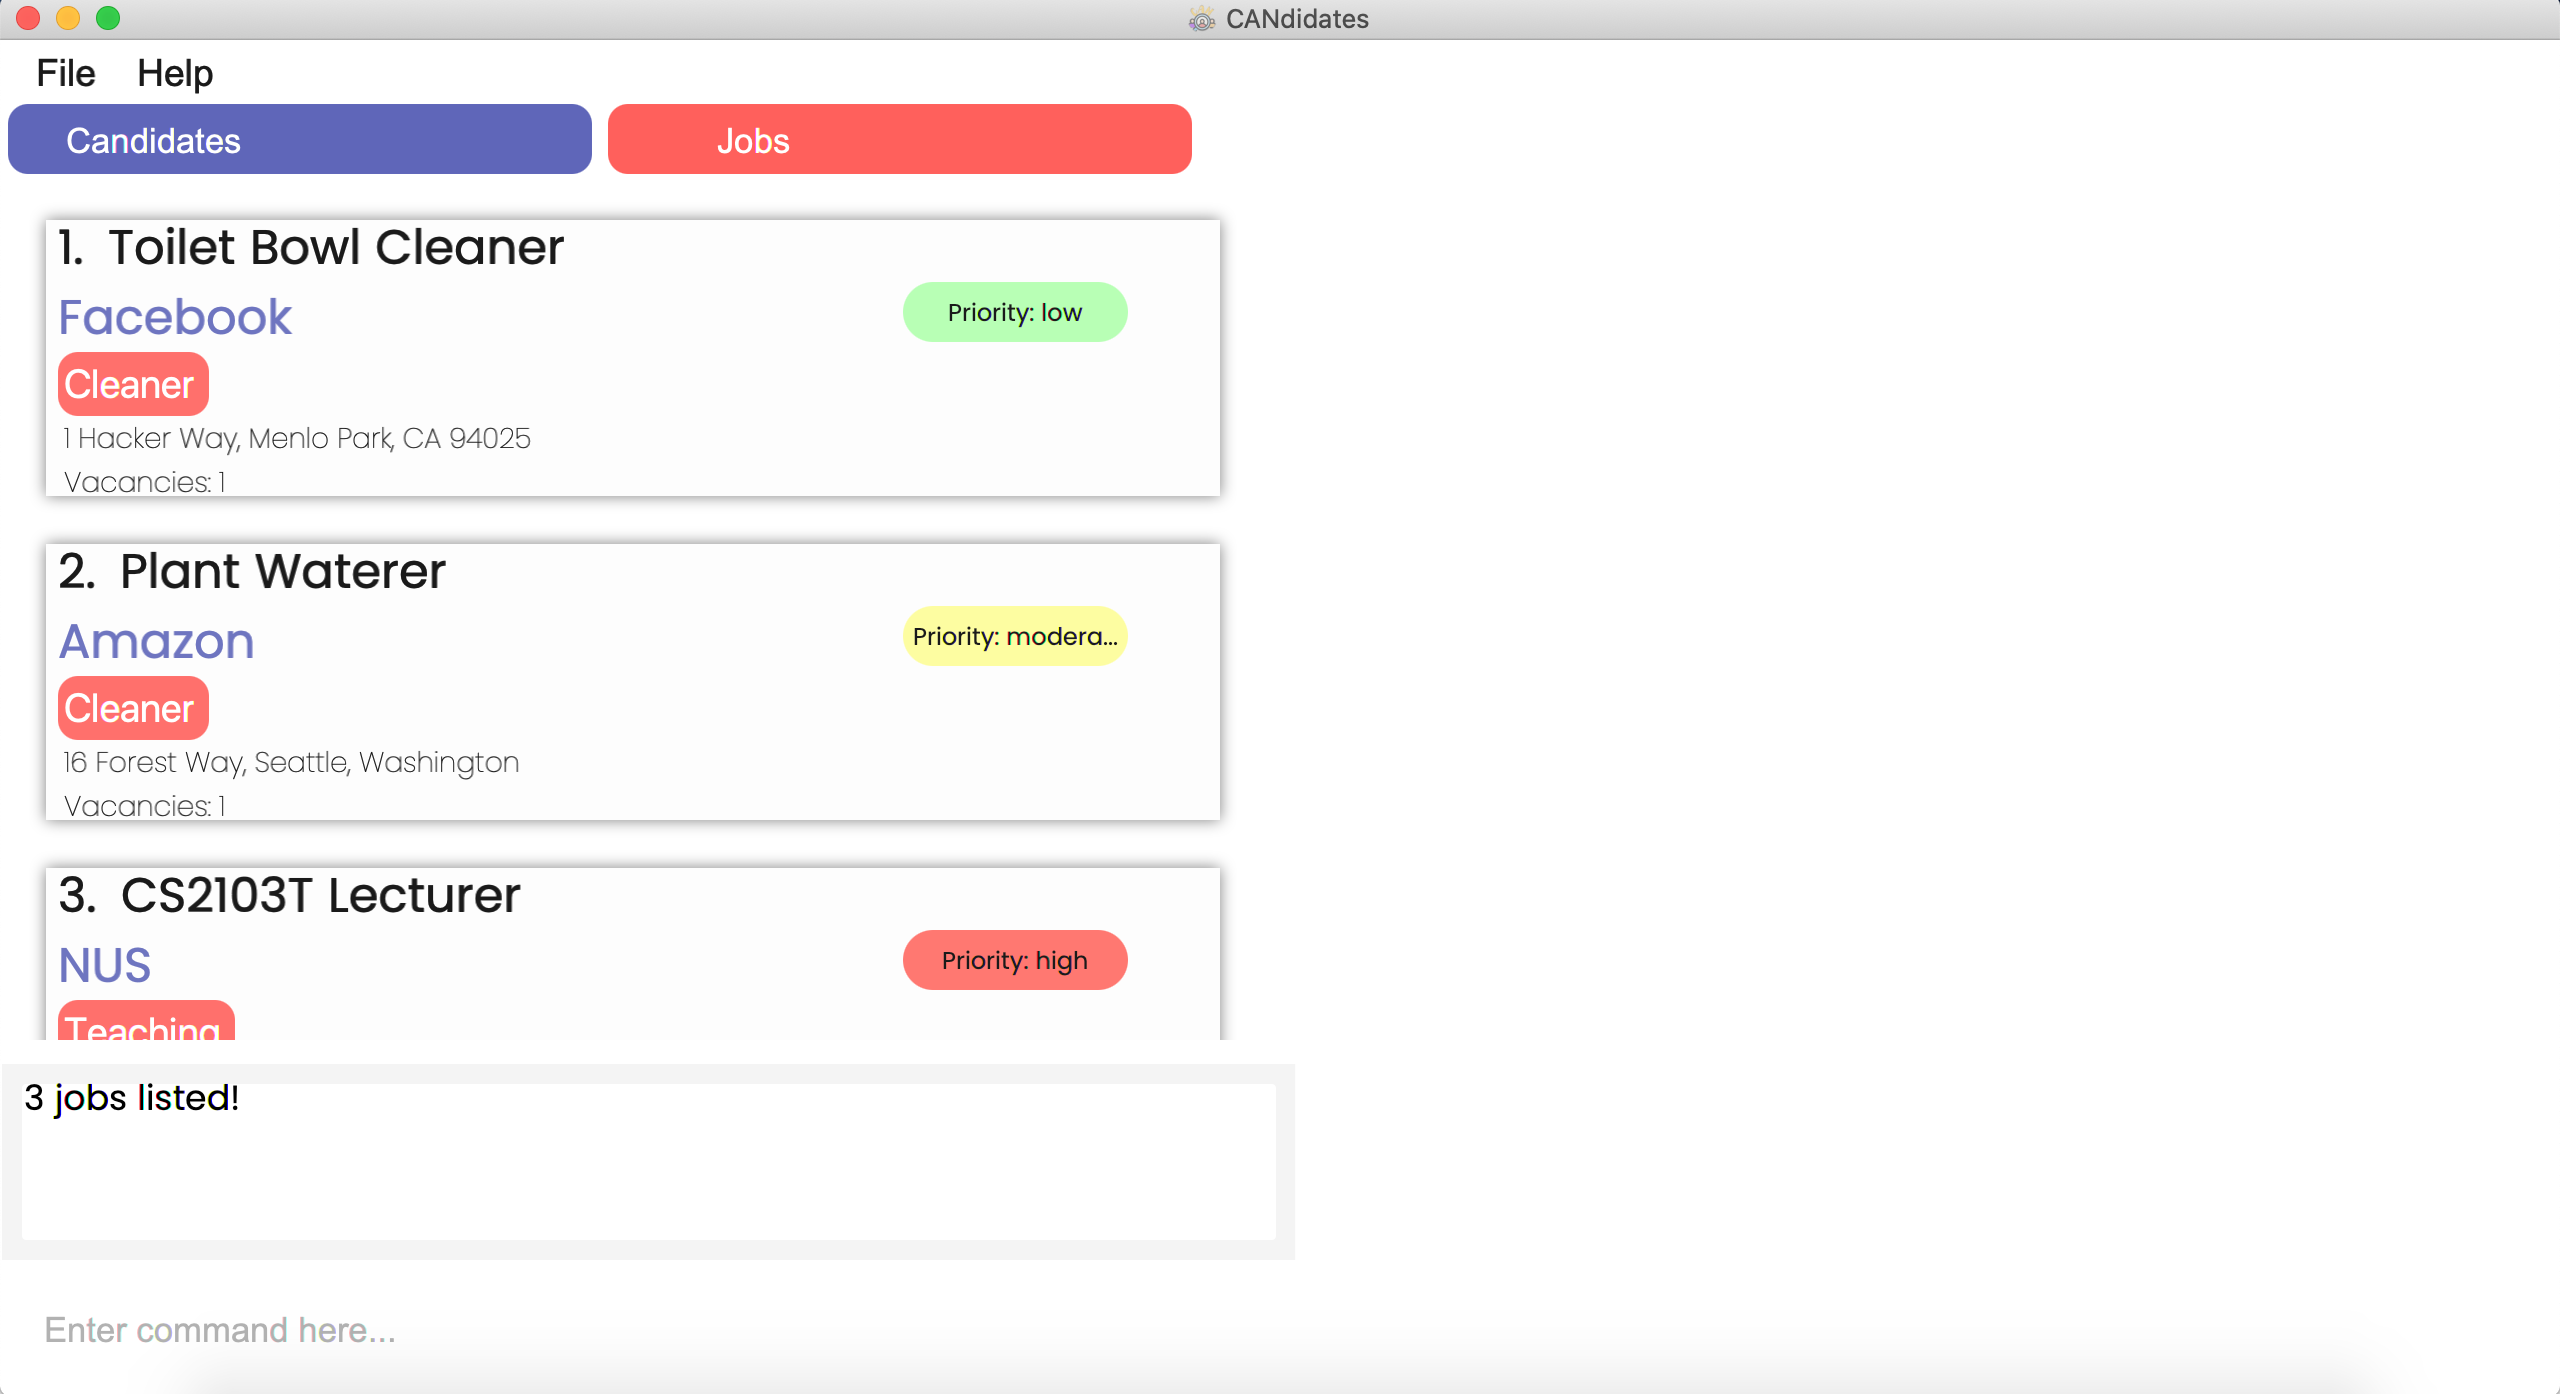 CANdidates
File Help
Candidates Jobs
1. Toilet Bowl Cleaner
Facebook
Priority: low
Cleaner
1 Hacker Way, Menlo Park, CA 94025
Vacancies: 1
2. Plant Waterer
Amazon
Priority: modera...
Cleaner
16 Forest Way, Seattle, Washington
Vacancies: 1
3. CS2103T Lecturer
NUS
Priority: high
Teaching
3 jobs listed!
Enter command here...